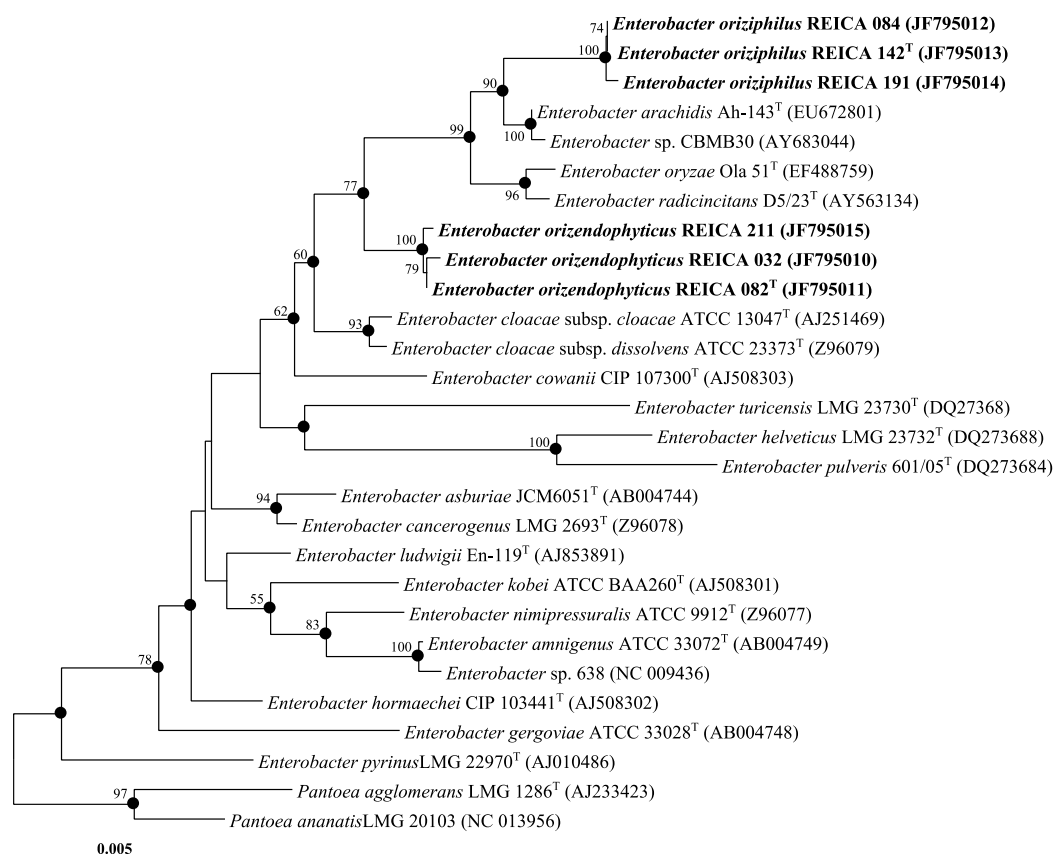 74 Enterobacter oriziphilus REICA 084 (JF795012)
100 Enterobacter oriziphilus REICA 142ᵀ (JF795013)
Enterobacter oriziphilus REICA 191 (JF795014)
90
Enterobacter arachidis Ah-143ᵀ (EU672801)
99 100
Enterobacter sp. CBMB30 (AY683044)
Enterobacter oryzae Ola 51ᵀ (EF488759)
77 96
Enterobacter radicincitans D5/23ᵀ (AY563134)
Enterobacter orizendophyticus REICA 211 (JF795015)
100
60 79 Enterobacter orizendophyticus REICA 032 (JF795010)
Enterobacter orizendophyticus REICA 082ᵀ (JF795011)
62 Enterobacter cloacae subsp. cloacae ATCC 13047ᵀ (AJ251469)
93
Enterobacter cloacae subsp. dissolvens ATCC 23373ᵀ (Z96079)
Enterobacter cowanii CIP 107300ᵀ (AJ508303)
Enterobacter turicensis LMG 23730ᵀ (DQ27368)
100 Enterobacter helveticus LMG 23732ᵀ (DQ273688)
Enterobacter pulveris 601/05ᵀ (DQ273684)
94 Enterobacter asburiae JCM6051ᵀ (AB004744)
Enterobacter cancerogenus LMG 2693ᵀ (Z96078)
Enterobacter ludwigii En-119ᵀ (AJ853891)
55 Enterobacter kobei ATCC BAA260ᵀ (AJ508301)
83 Enterobacter nimipressuralis ATCC 9912ᵀ (Z96077)
100 Enterobacter amnigenus ATCC 33072ᵀ (AB004749)
78 Enterobacter sp. 638 (NC 009436)
Enterobacter hormaechei CIP 103441ᵀ (AJ508302)
Enterobacter gergoviae ATCC 33028ᵀ (AB004748)
Enterobacter pyrinusLMG 22970ᵀ (AJ010486)
97 Pantoea agglomerans LMG 1286ᵀ (AJ233423)
Pantoea ananatisLMG 20103 (NC 013956)
0.005